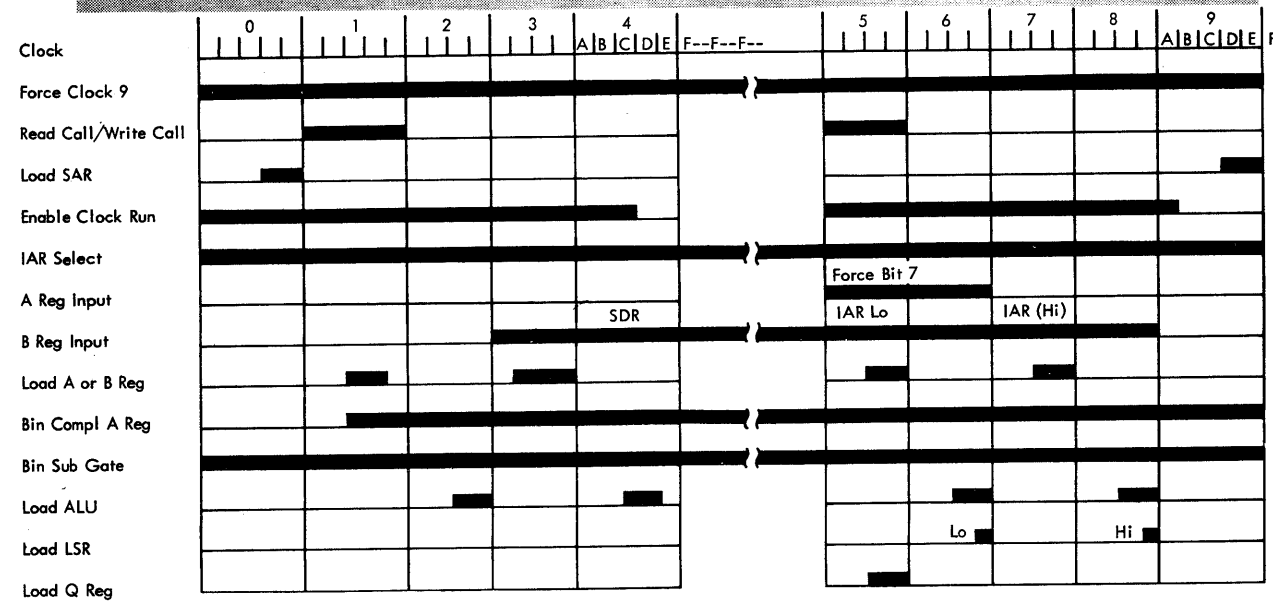 0 1 2 3 4 5 6 7 8 9
Clock A B C D E F--F--F-- A B C D E F
Force Clock 9
Read Call/Write Call
Load SAR
Enable Clock Run
IAR Select
Force Bit 7
A Reg Input
SDR IAR Lo IAR (Hi)
B Reg Input
Load A or B Reg
Bin Compl A Reg
Bin Sub Gate
Load ALU
Lo Hi
Load LSR
Load Q Reg